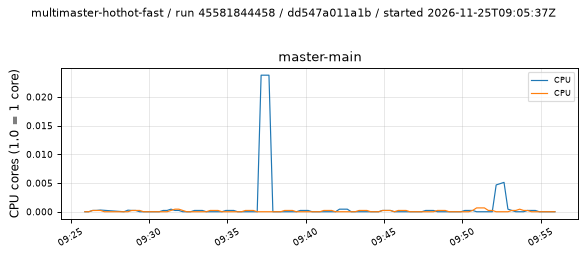 multimaster-hothot-fast / run 45581844458 / dd547a011a1b / started 2026-11-25T09:05:37Z
master-main
CPU cores (1.0 = 1 core)
0.020
0.015
0.010
0.005
0.000
CPU
CPU
09:25
09:30
09:35
09:40
09:45
09:50
09:55